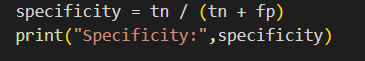 specificity = tn / (tn + fp)
print("Specificity:",specificity)